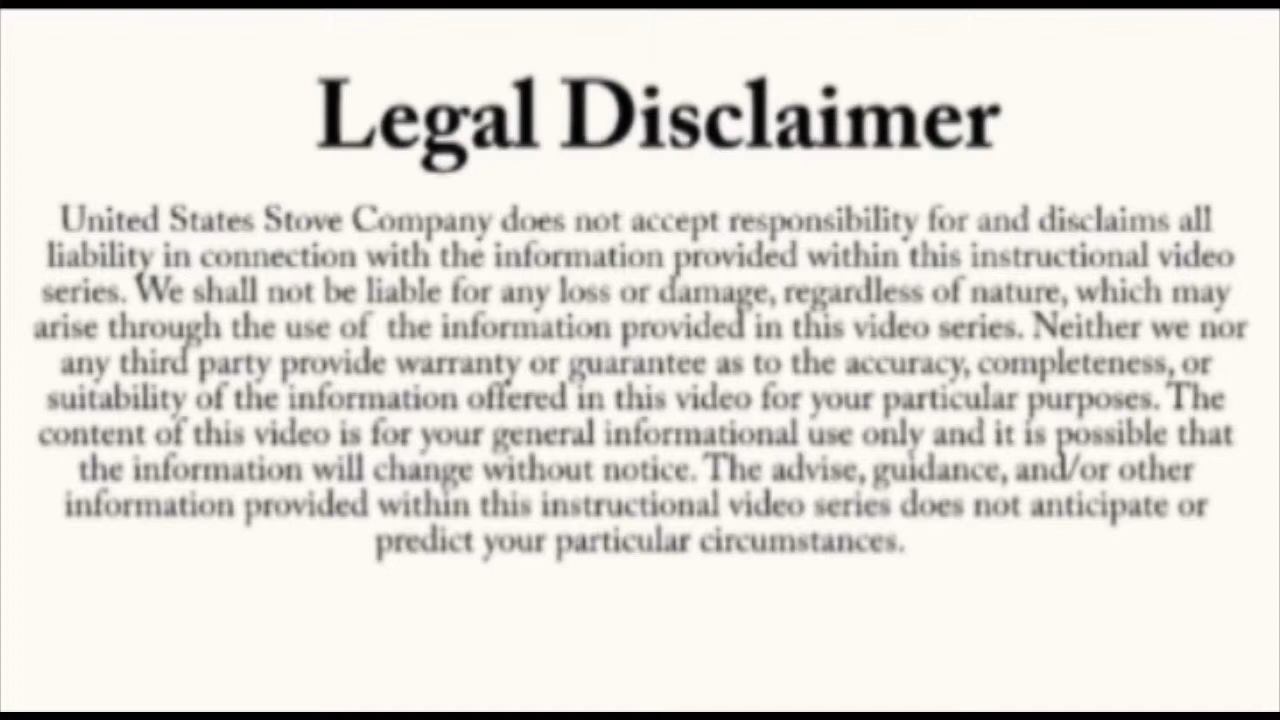 Legal Disclaimer
United States Stove Company does not accept responsibility for and disclaims all
liability in connection with the information provided within this instructional video
series. We shall not be liable for any loss or damage, regardless of nature, which may
arise through the use of the information provided in this video series. Neither we nor
any third party provide warranty or guarantee as to the accuracy, completeness, or
suitability of the information offered in this video for your particular purposes. The
content of this video is for your general informational use only and it is possible that
the information will change without notice. The advise, guidance, and/or other
information provided within this instructional video series does not anticipate or
predict your particular circumstances.